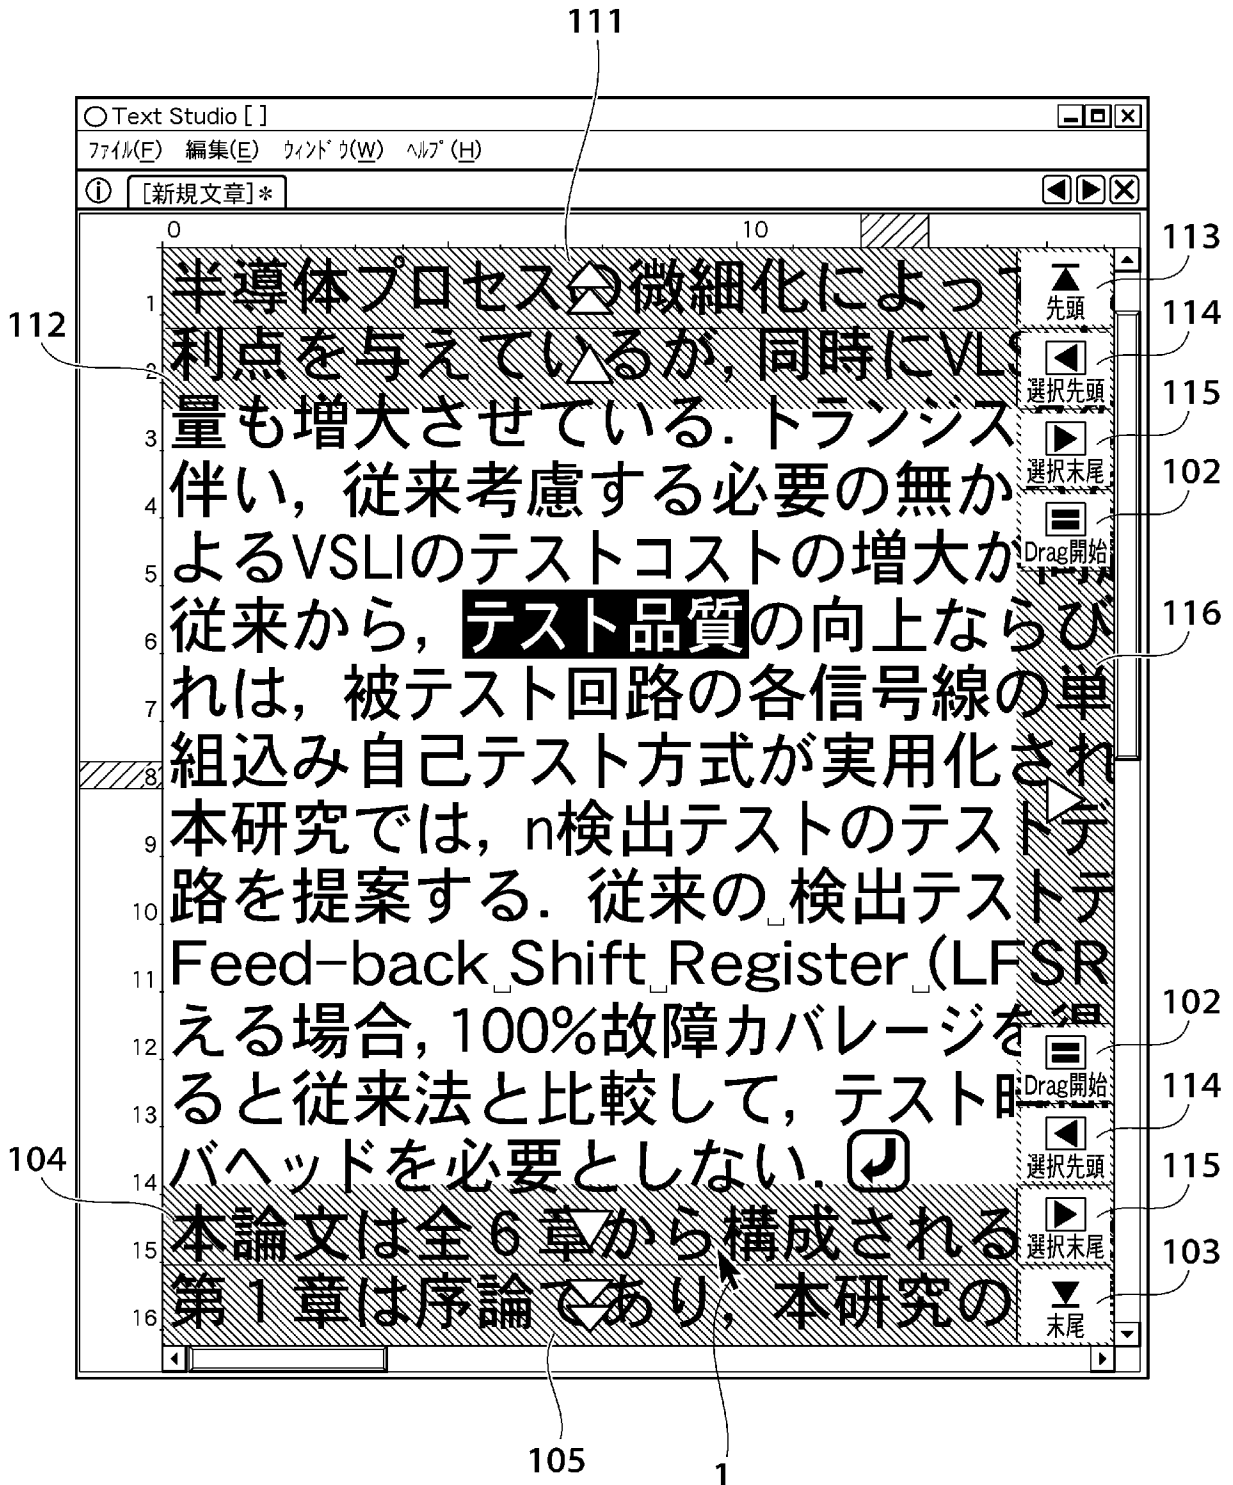 111
Text Studio [ ]
ファイル(F) 編集(E) ウィンドウ(W) ヘルプ(H)
[新規文章]*
0 10
113
1 半導体プロセスの微細化によって
先頭
112
114
2 利点を与えているが, 同時にVLS
選択先頭
115
3 量も増大させている. トランジス
選択末尾
102
4 伴い, 従来考慮する必要の無か
Drag開始
5 よるVSLIのテストコストの増大が
116
6 従来から, テスト品質の向上ならび
7 れは, 被テスト回路の各信号線の単
8 組込み自己テスト方式が実用化され
9 本研究では, n検出テストのテストデ
10 路を提案する. 従来の 検出テストデ
11 Feed-back Shift Register (LFSR
102
12 える場合, 100%故障カバレージを
Drag開始
114
13 ると従来法と比較して, テスト時
104
14 バヘッドを必要としない.
選択先頭
115
15 本論文は全6章から構成される
選択末尾
103
16 第1章は序論であり, 本研究の
末尾
105
1